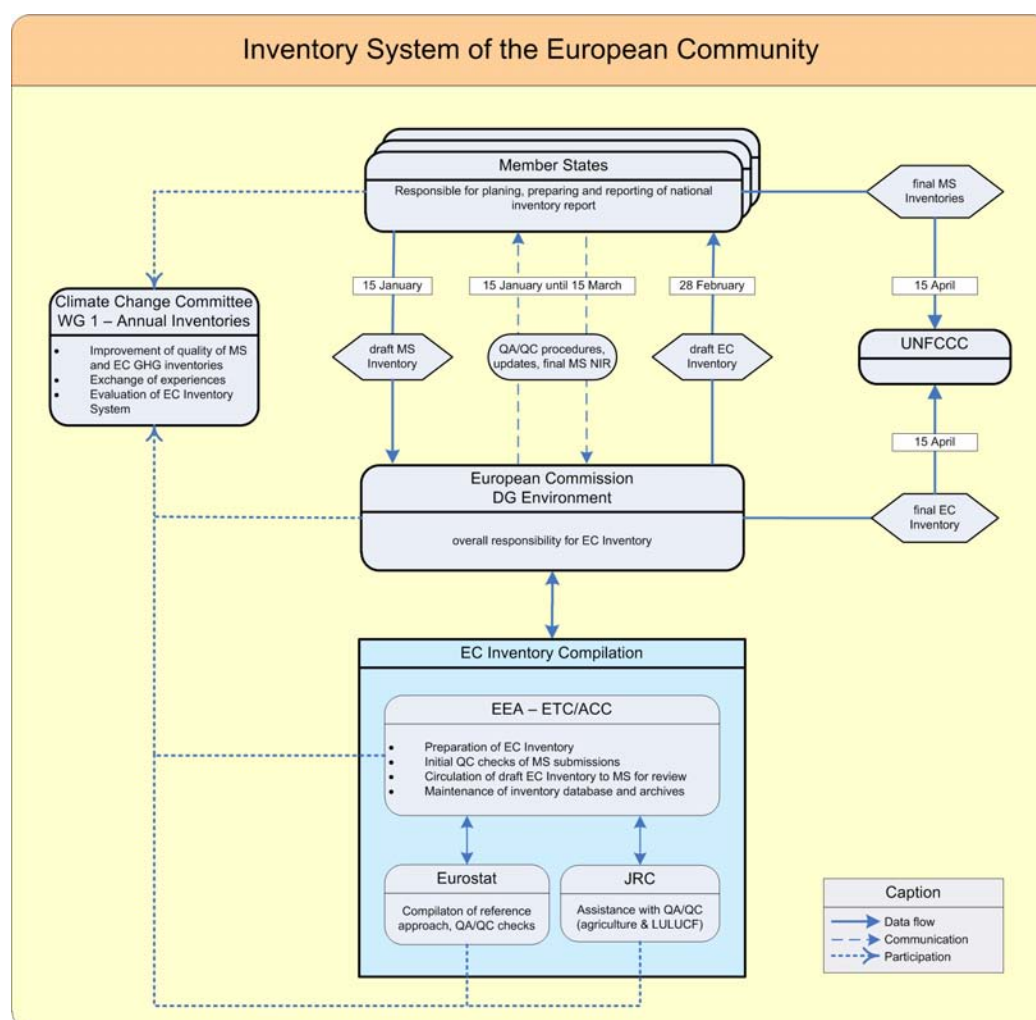 Inventory System of the European Community
Member States
Responsible for planing, preparing and reporting of national
inventory report
final MS
Inventories
15 January
15 January until 15 March
28 February
15 April
Climate Change Committee
WG 1 – Annual Inventories
• Improvement of quality of MS
and EC GHG inventories
• Exchange of experiences
• Evaluation of EC Inventory
System
draft MS
Inventory
QA/QC procedures,
updates, final MS NIR
draft EC
Inventory
UNFCCC
15 April
European Commission
DG Environment
overall responsibility for EC Inventory
final EC
Inventory
EC Inventory Compilation
EEA – ETC/ACC
• Preparation of EC Inventory
• Initial QC checks of MS submissions
• Circulation of draft EC Inventory to MS for review
• Maintenance of inventory database and archives
Eurostat
Compilaton of reference
approach, QA/QC checks
JRC
Assistance with QA/QC
(agriculture & LULUCF)
Caption
Data flow
Communication
Participation